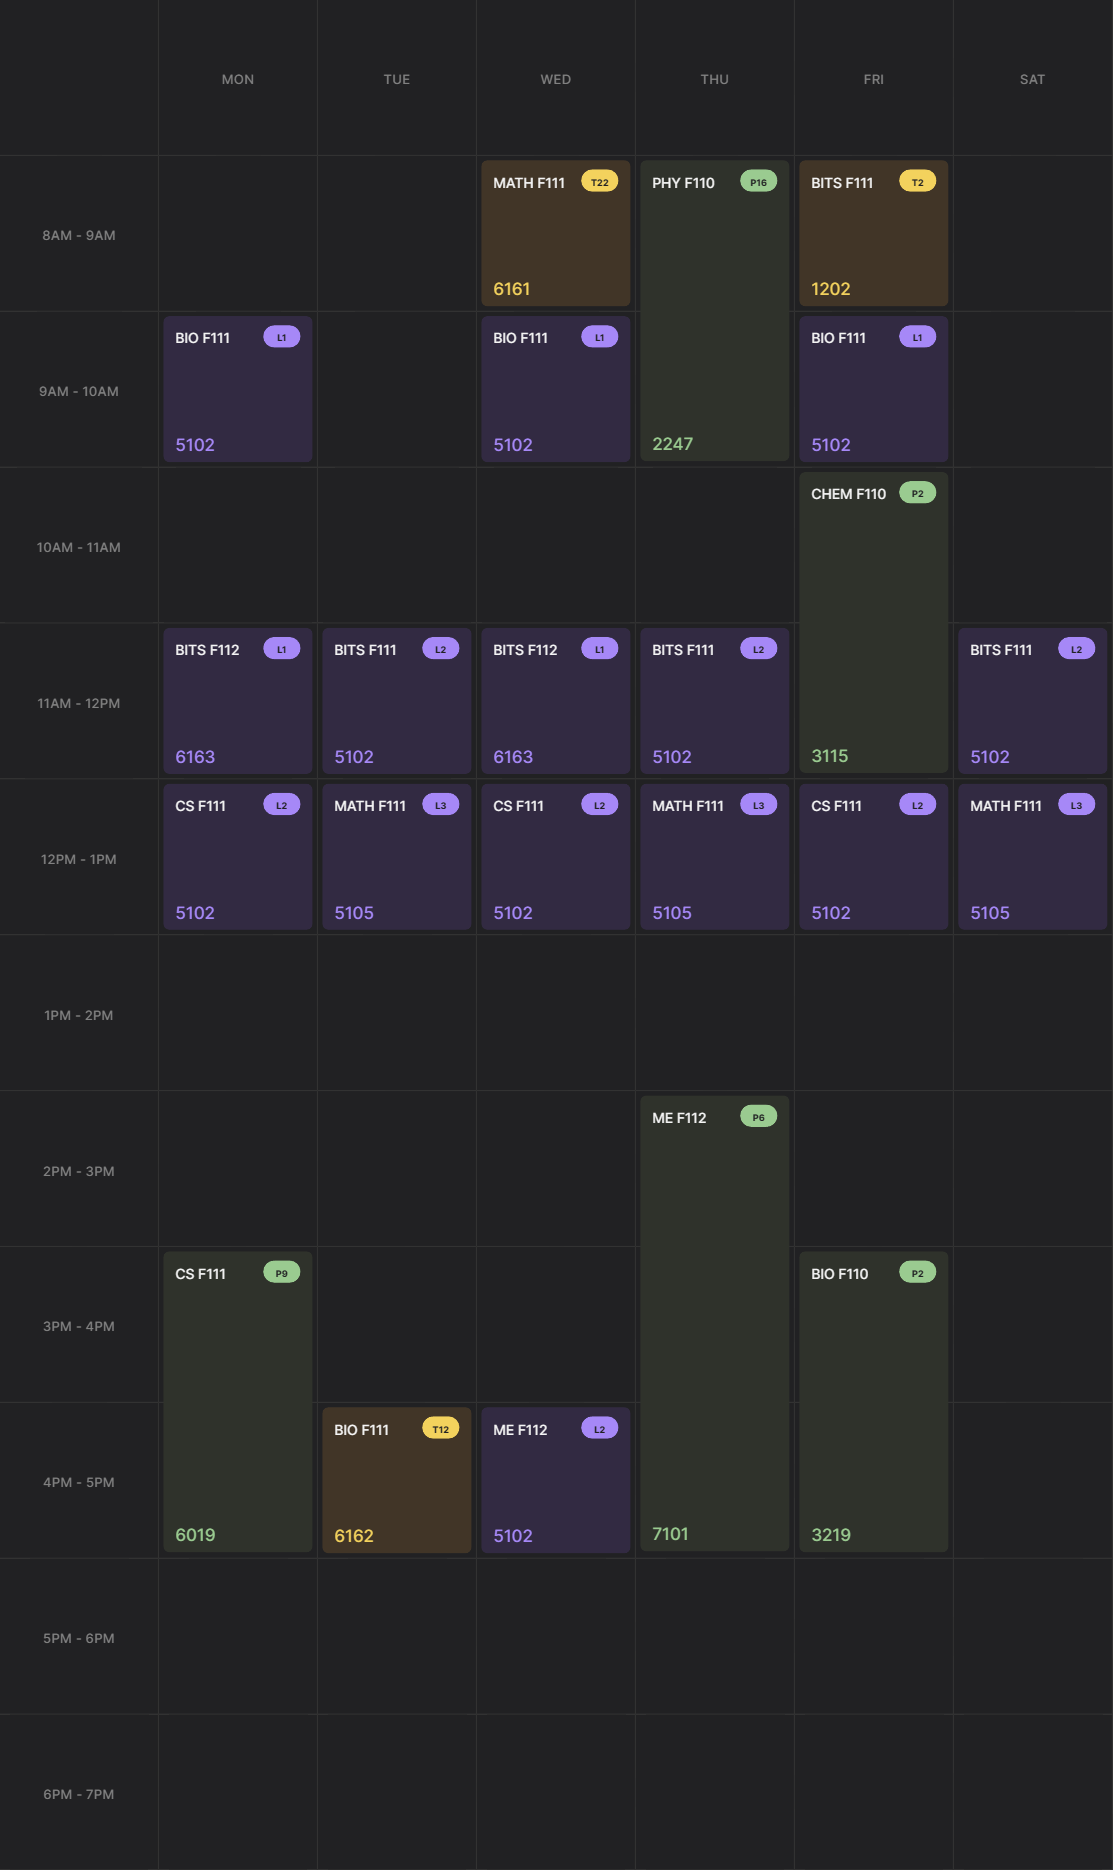 MON TUE WED THU FRI SAT
8AM - 9AM
MATH F111 T22
6161
PHY F110 P16
2247
BITS F111 T2
1202
9AM - 10AM
BIO F111 L1
5102
BIO F111 L1
5102
BIO F111 L1
5102
10AM - 11AM
CHEM F110 P2
3115
11AM - 12PM
BITS F112 L1
6163
BITS F111 L2
5102
BITS F112 L1
6163
BITS F111 L2
5102
BITS F111 L2
5102
12PM - 1PM
CS F111 L2
5102
MATH F111 L3
5105
CS F111 L2
5102
MATH F111 L3
5105
CS F111 L2
5102
MATH F111 L3
5105
1PM - 2PM
2PM - 3PM
ME F112 P6
7101
3PM - 4PM
CS F111 P9
6019
BIO F110 P2
3219
4PM - 5PM
BIO F111 T12
6162
ME F112 L2
5102
5PM - 6PM
6PM - 7PM